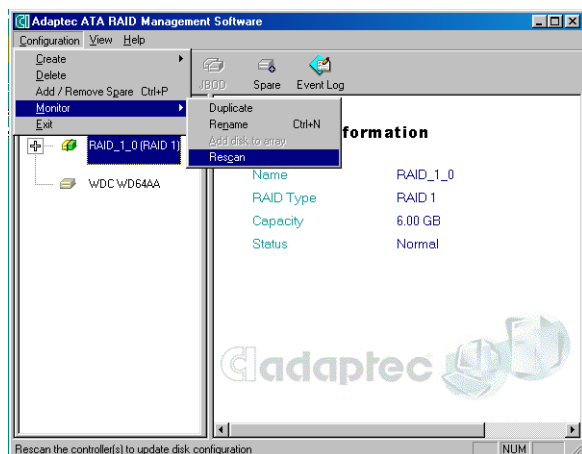 Adaptec ATA RAID Management Software
Configuration View Help
Create
Delete
Add / Remove Spare Ctrl+P
Monitor
Exit
JBOD Spare Event Log
Duplicate
Rename Ctrl+N
Add disk to array
Rescan
formation
RAID_1_0 (RAID 1)
WDC WD64AA
Name RAID_1_0
RAID Type RAID 1
Capacity 6.00 GB
Status Normal
adaptec
Rescan the controller(s) to update disk configuration NUM